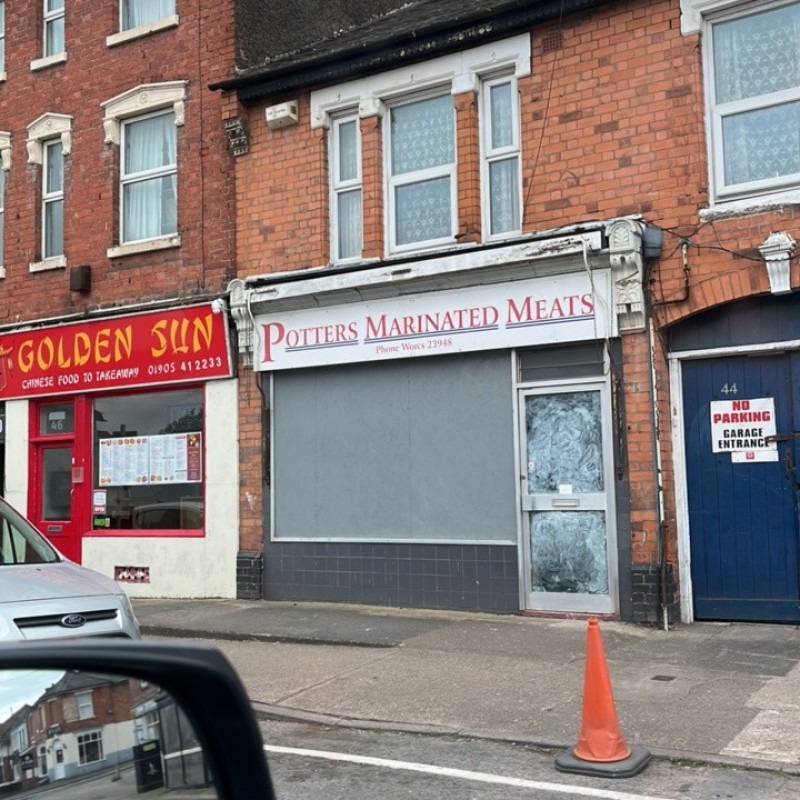 GOLDEN SUN
CHINESE FOOD TO TAKEAWAY 01905 412233
46
POTTERS MARINATED MEATS
Phone Worcs 23948
44
NO
PARKING
GARAGE
ENTRANCE
Ford